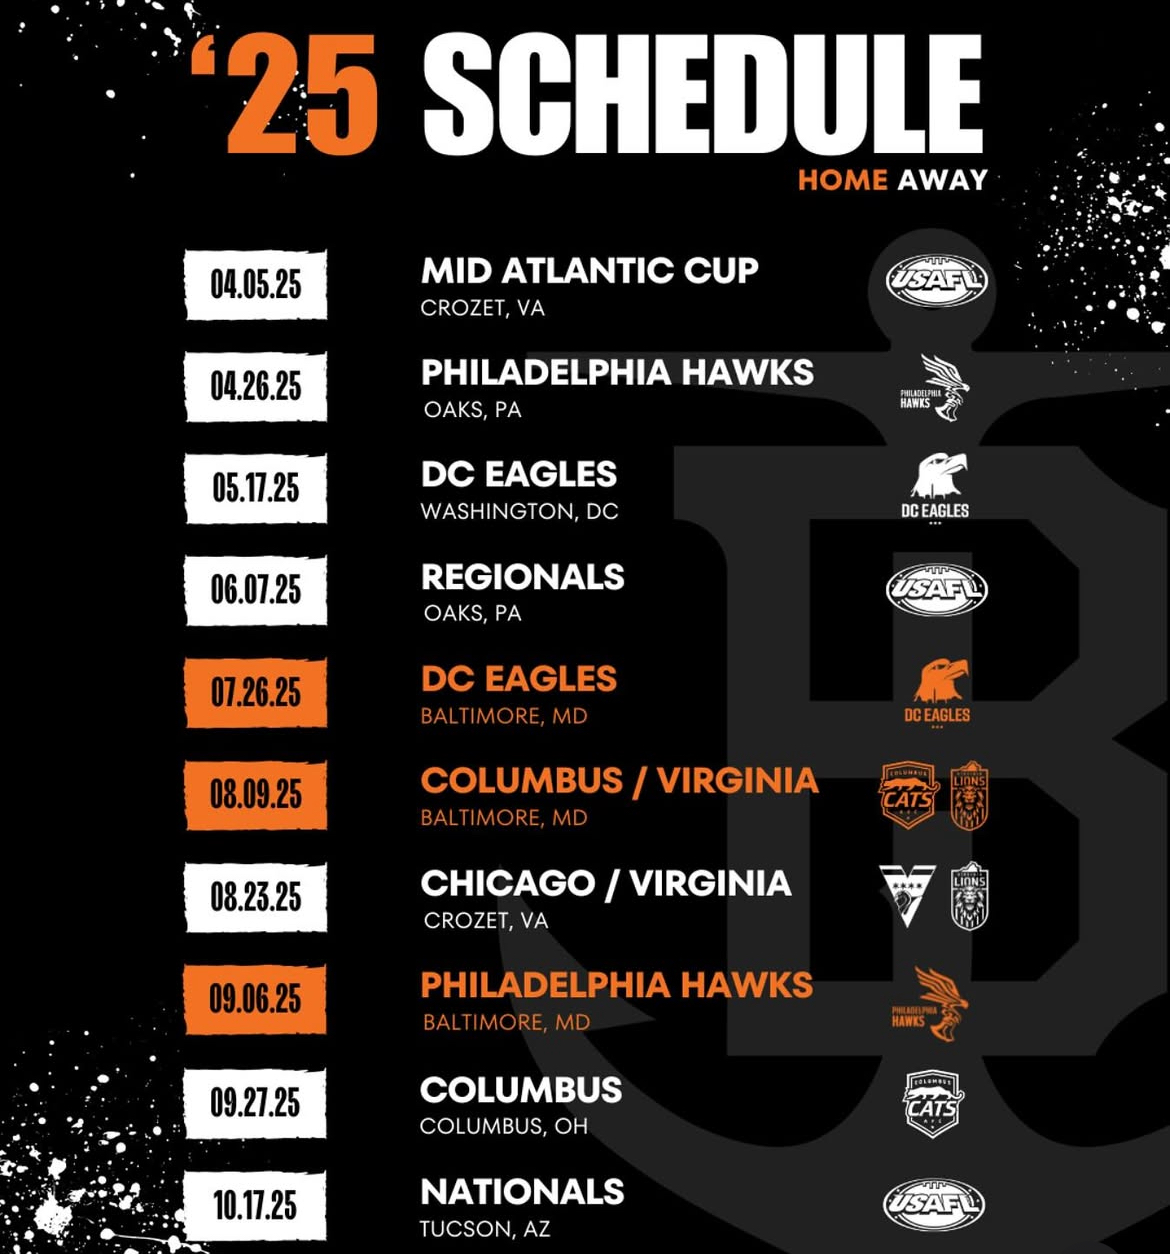 ‘25 SCHEDULE
HOME AWAY
04.05.25
MID ATLANTIC CUP
CROZET, VA
USAFL
04.26.25
PHILADELPHIA HAWKS
OAKS, PA
PHILADELPHIA
HAWKS
05.17.25
DC EAGLES
WASHINGTON, DC
DC EAGLES
06.07.25
REGIONALS
OAKS, PA
USAFL
07.26.25
DC EAGLES
BALTIMORE, MD
DC EAGLES
08.09.25
COLUMBUS / VIRGINIA
BALTIMORE, MD
COLUMBUS
CATS
AFC
VIRGINIA
LIONS
08.23.25
CHICAGO / VIRGINIA
CROZET, VA
VIRGINIA
LIONS
09.06.25
PHILADELPHIA HAWKS
BALTIMORE, MD
PHILADELPHIA
HAWKS
09.27.25
COLUMBUS
COLUMBUS, OH
COLUMBUS
CATS
AFC
10.17.25
NATIONALS
TUCSON, AZ
USAFL
B